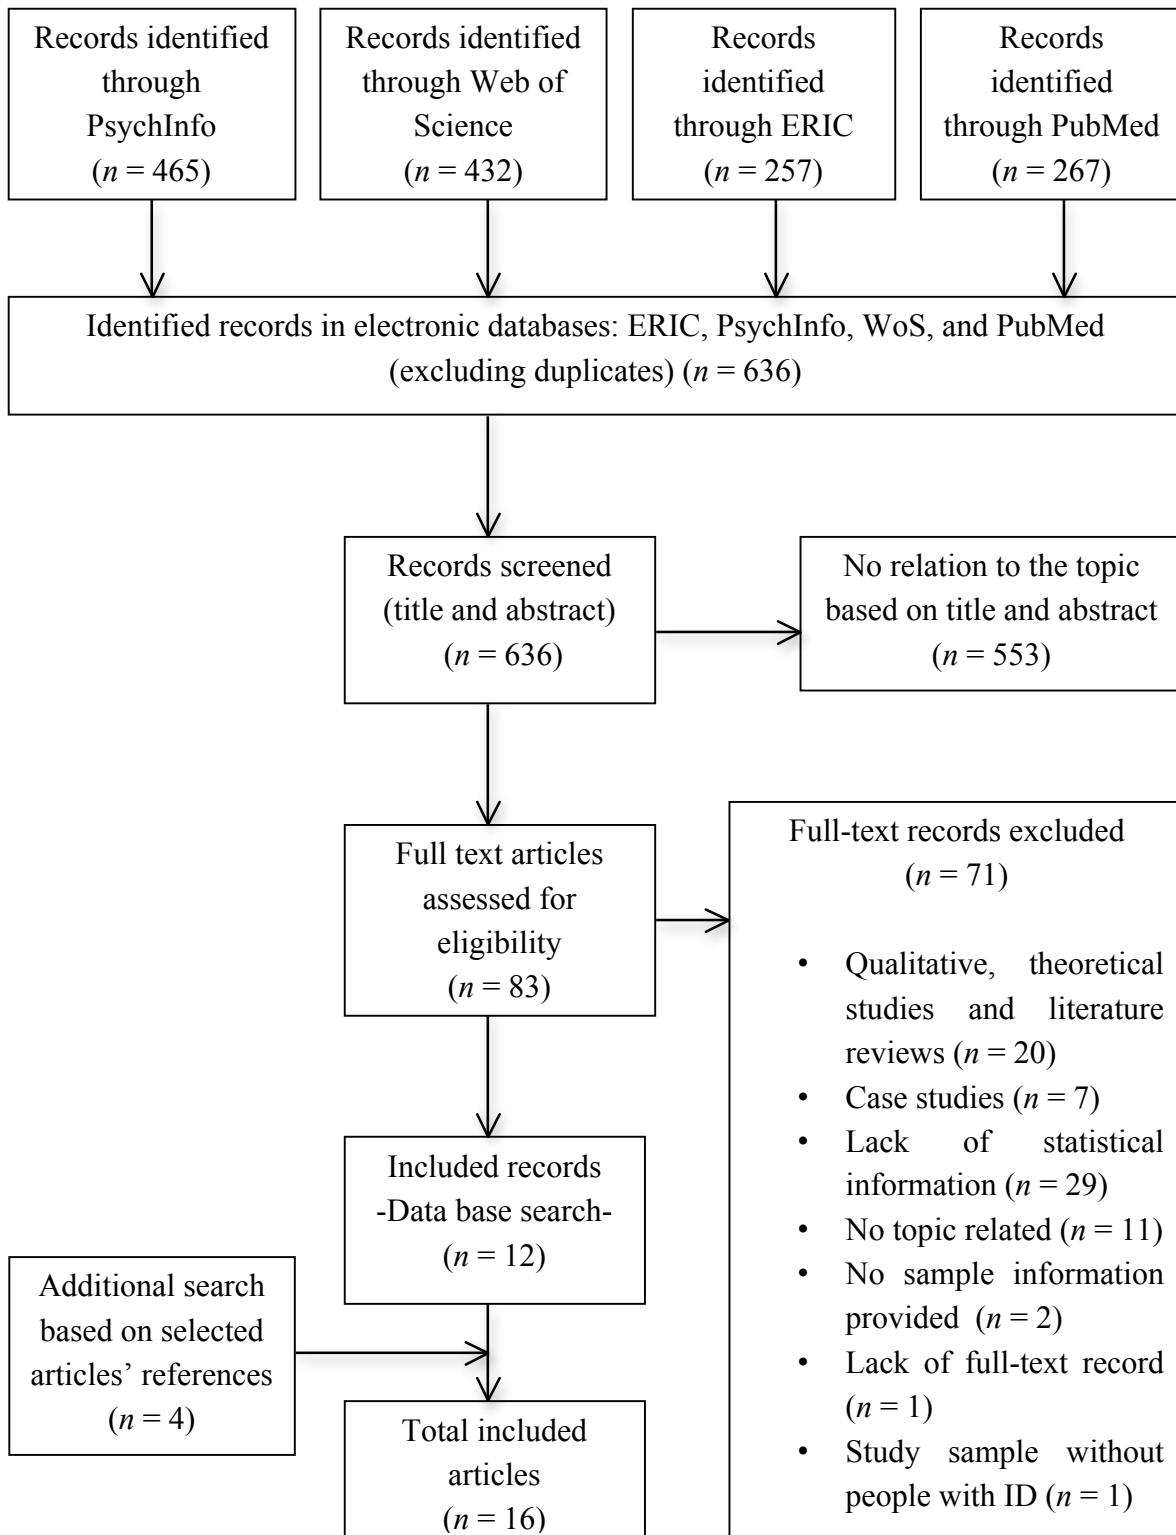 Records identified
through
PsychInfo
(n = 465)
Records identified
through Web of
Science
(n = 432)
Records
identified
through ERIC
(n = 257)
Records
identified
through PubMed
(n = 267)
Identified records in electronic databases: ERIC, PsychInfo, WoS, and PubMed
(excluding duplicates) (n = 636)
Records screened
(title and abstract)
(n = 636)
No relation to the topic
based on title and abstract
(n = 553)
Full text articles
assessed for
eligibility
(n = 83)
Full-text records excluded
(n = 71)
• Qualitative, theoretical
studies and literature
reviews (n = 20)
• Case studies (n = 7)
• Lack of statistical
information (n = 29)
• No topic related (n = 11)
• No sample information
provided (n = 2)
• Lack of full-text record
(n = 1)
• Study sample without
people with ID (n = 1)
Included records
-Data base search-
(n = 12)
Additional search
based on selected
articles’ references
(n = 4)
Total included
articles
(n = 16)